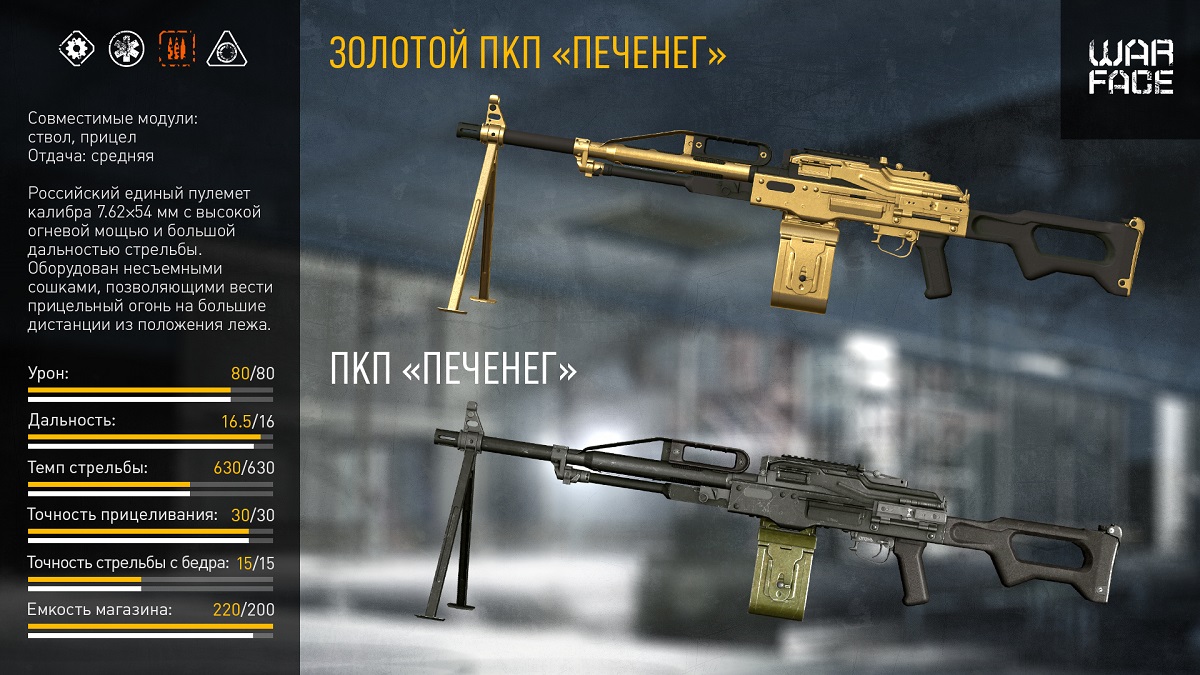 ЗОЛОТОЙ ПКП «ПЕЧЕНЕГ»
WAR
FACE
Совместимые модули:
ствол, прицел
Отдача: средняя
Российский единый пулемет
калибра 7.62×54 мм с высокой
огневой мощью и большой
дальностью стрельбы.
Оборудован несъемными
сошками, позволяющими вести
прицельный огонь на большие
дистанции из положения лежа.
ПКП «ПЕЧЕНЕГ»
Урон: 80/80
Дальность: 16.5/16
Темп стрельбы: 630/630
Точность прицеливания: 30/30
Точность стрельбы с бедра: 15/15
Емкость магазина: 220/200